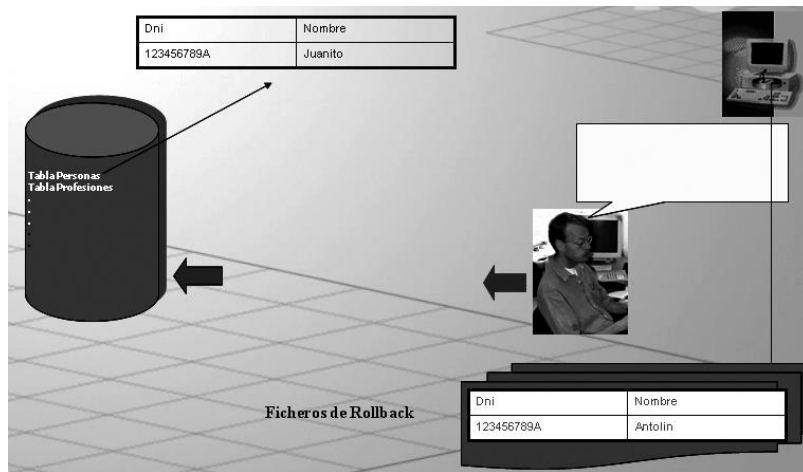 Dni Nombre
123456789A Juanito
Tabla Personas
Tabla Profesiones
Ficheros de Rollback
Dni Nombre
123456789A Antolin